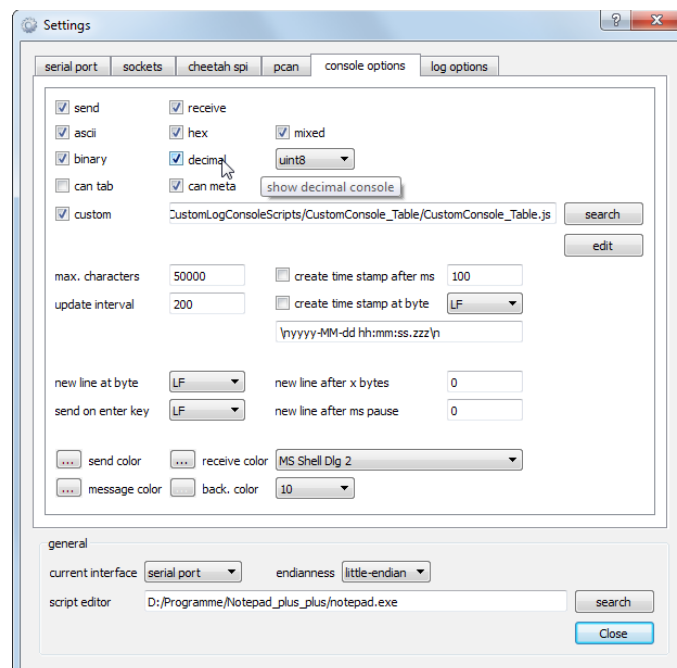 Settings
serial port sockets cheetah spi pcan console options log options
send receive
ascii hex mixed
binary decimal uint8
can tab can meta show decimal console
custom CustomLogConsoleScripts/CustomConsole_Table/CustomConsole_Table.js search
edit
max. characters 50000 create time stamp after ms 100
update interval 200 create time stamp at byte LF
\nyyyy-MM-dd hh:mm:ss.zzz\n
new line at byte LF new line after x bytes 0
send on enter key LF new line after ms pause 0
... send color ... receive color MS Shell Dlg 2
... message color ... back. color 10
general
current interface serial port endianness little-endian
script editor D:/Programme/Notepad_plus_plus/notepad.exe search
Close